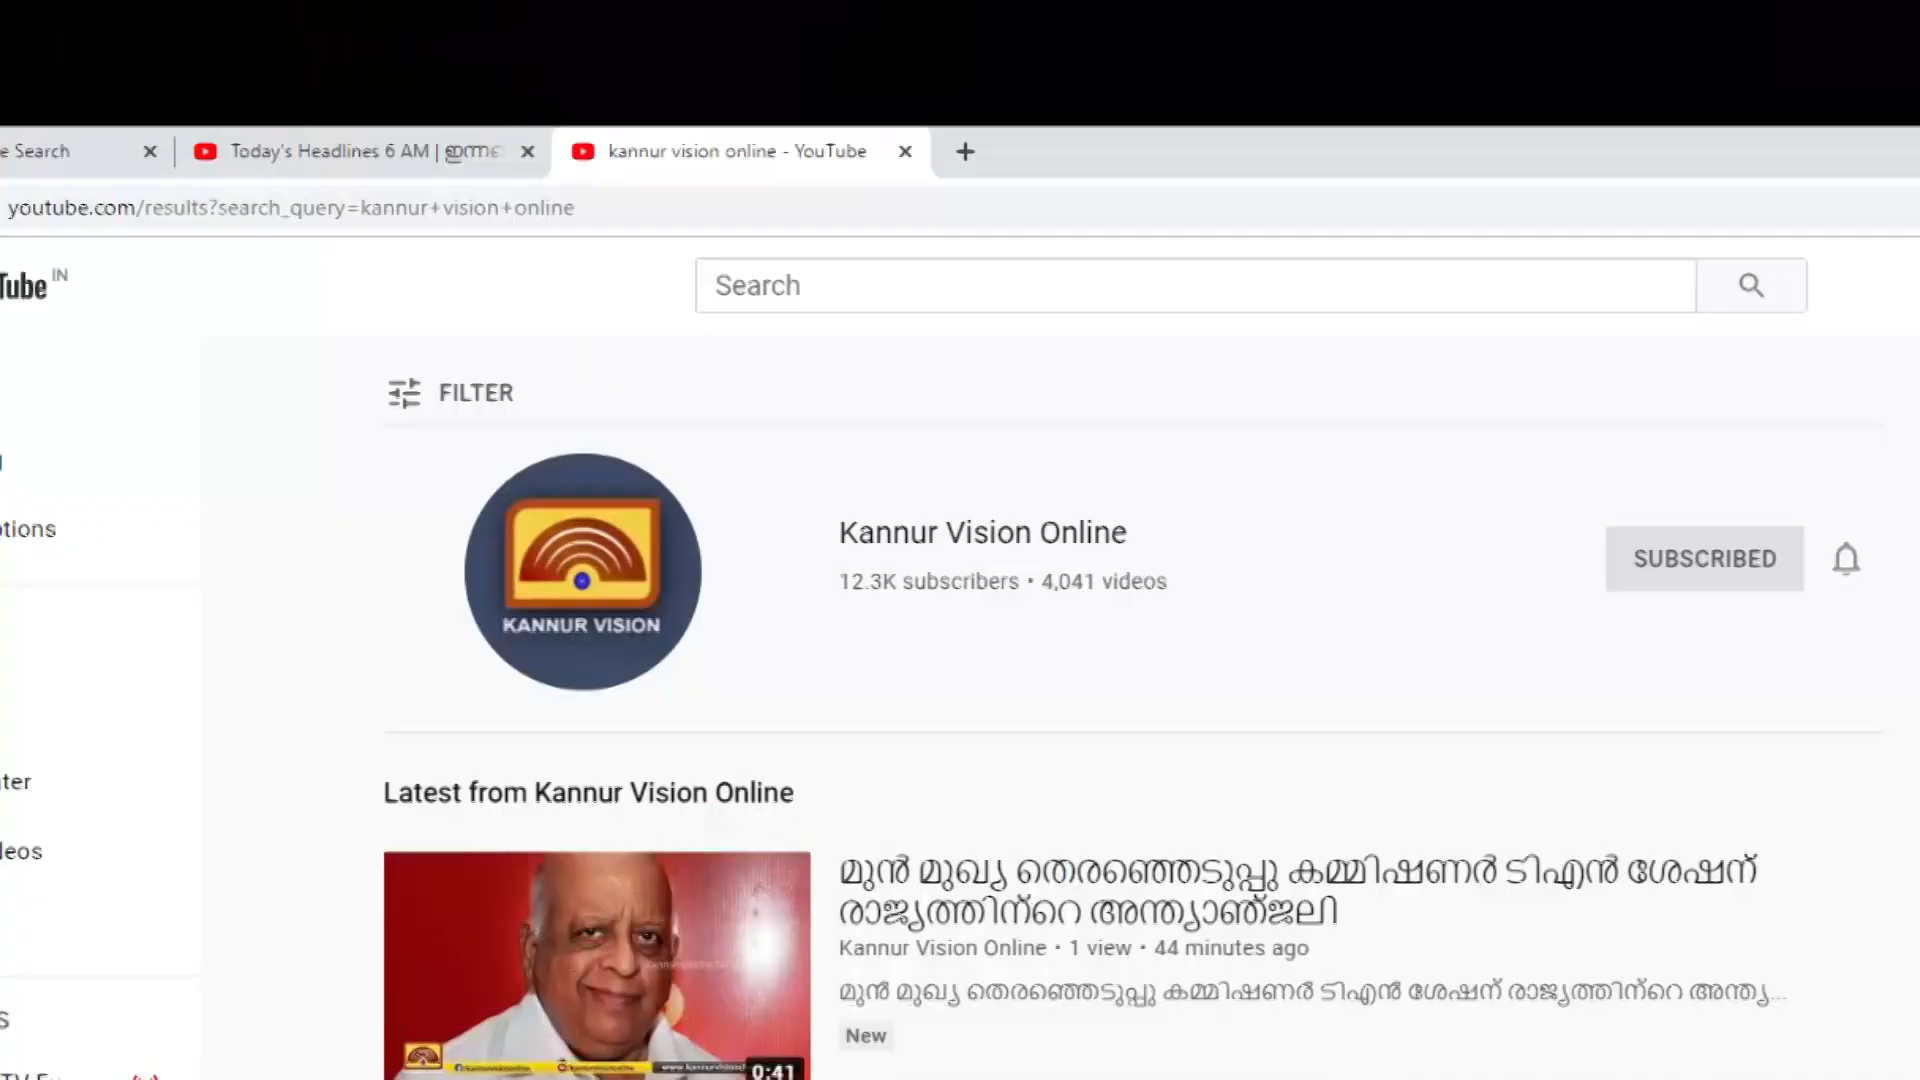 e Search
Today's Headlines 6 AM | ഇന്നെ
kannur vision online - YouTube
youtube.com/results?search_query=kannur+vision+online
Tube IN
Search
FILTER
KANNUR VISION
Kannur Vision Online
12.3K subscribers • 4,041 videos
SUBSCRIBED
otions
ter
deos
S
Latest from Kannur Vision Online
മുൻ മുഖ്യ തെരഞ്ഞെടുപ്പു കമ്മിഷണർ ടിഎൻ ശേഷന്
രാജ്യത്തിന്റെ അന്ത്യാഞ്ജലി
Kannur Vision Online • 1 view • 44 minutes ago
മുൻ മുഖ്യ തെരഞ്ഞെടുപ്പു കമ്മിഷണർ ടിഎൻ ശേഷന് രാജ്യത്തിന്റെ അന്ത്യ...
New
0:41